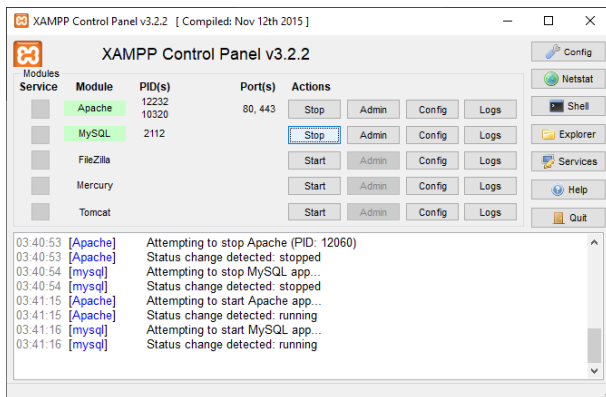 XAMPP Control Panel v3.2.2 [ Compiled: Nov 12th 2015 ]
XAMPP Control Panel v3.2.2
Config
Modules
Service Module PID(s) Port(s) Actions
Netstat
Apache 12232 10320 80, 443 Stop Admin Config Logs
Shell
MySQL 2112 Stop Admin Config Logs
Explorer
FileZilla Start Admin Config Logs
Services
Mercury Start Admin Config Logs
Help
Tomcat Start Admin Config Logs
Quit
03:40:53 [Apache] Attempting to stop Apache (PID: 12060)
03:40:53 [Apache] Status change detected: stopped
03:40:54 [mysql] Attempting to stop MySQL app...
03:40:54 [mysql] Status change detected: stopped
03:41:15 [Apache] Attempting to start Apache app...
03:41:15 [Apache] Status change detected: running
03:41:16 [mysql] Attempting to start MySQL app...
03:41:16 [mysql] Status change detected: running